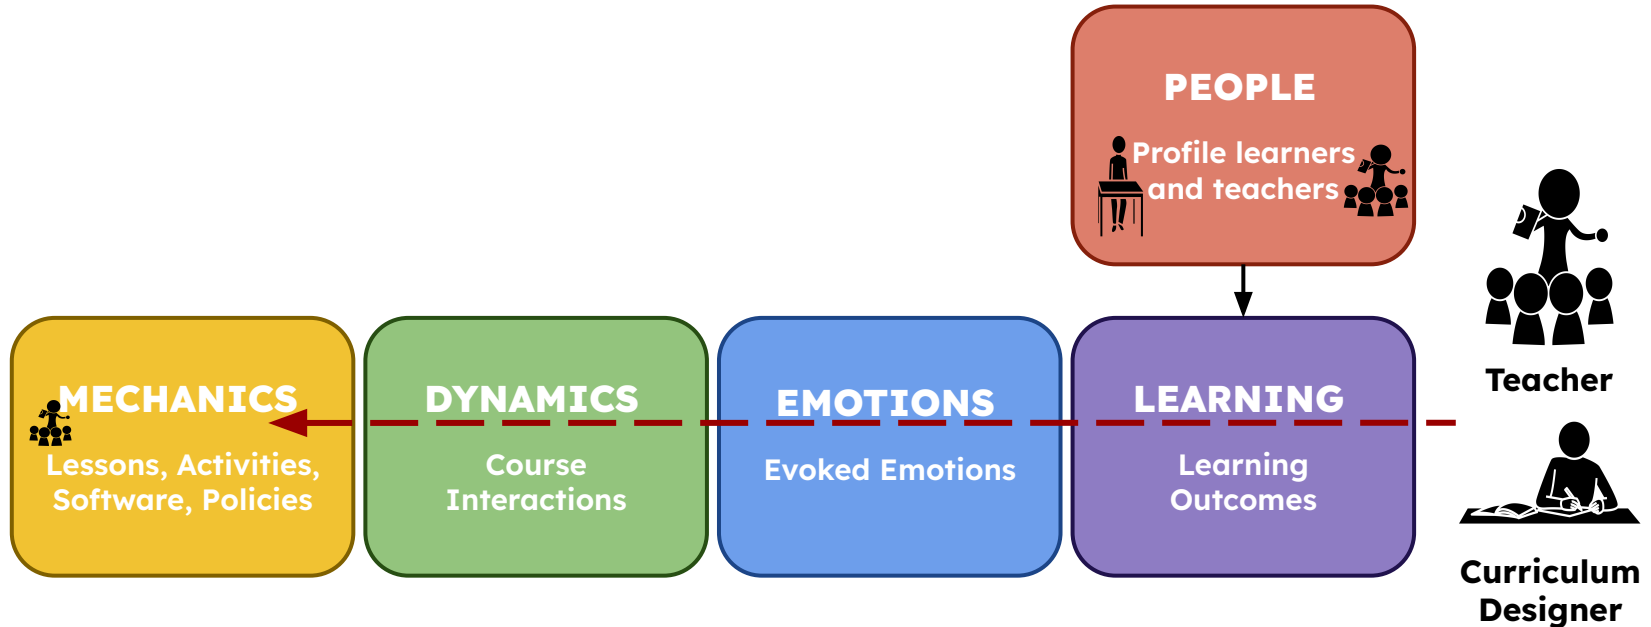 PEOPLE
Profile learners
and teachers
MECHANICS
Lessons, Activities,
Software, Policies
DYNAMICS
Course
Interactions
EMOTIONS
Evoked Emotions
LEARNING
Learning
Outcomes
Teacher
Curriculum
Designer